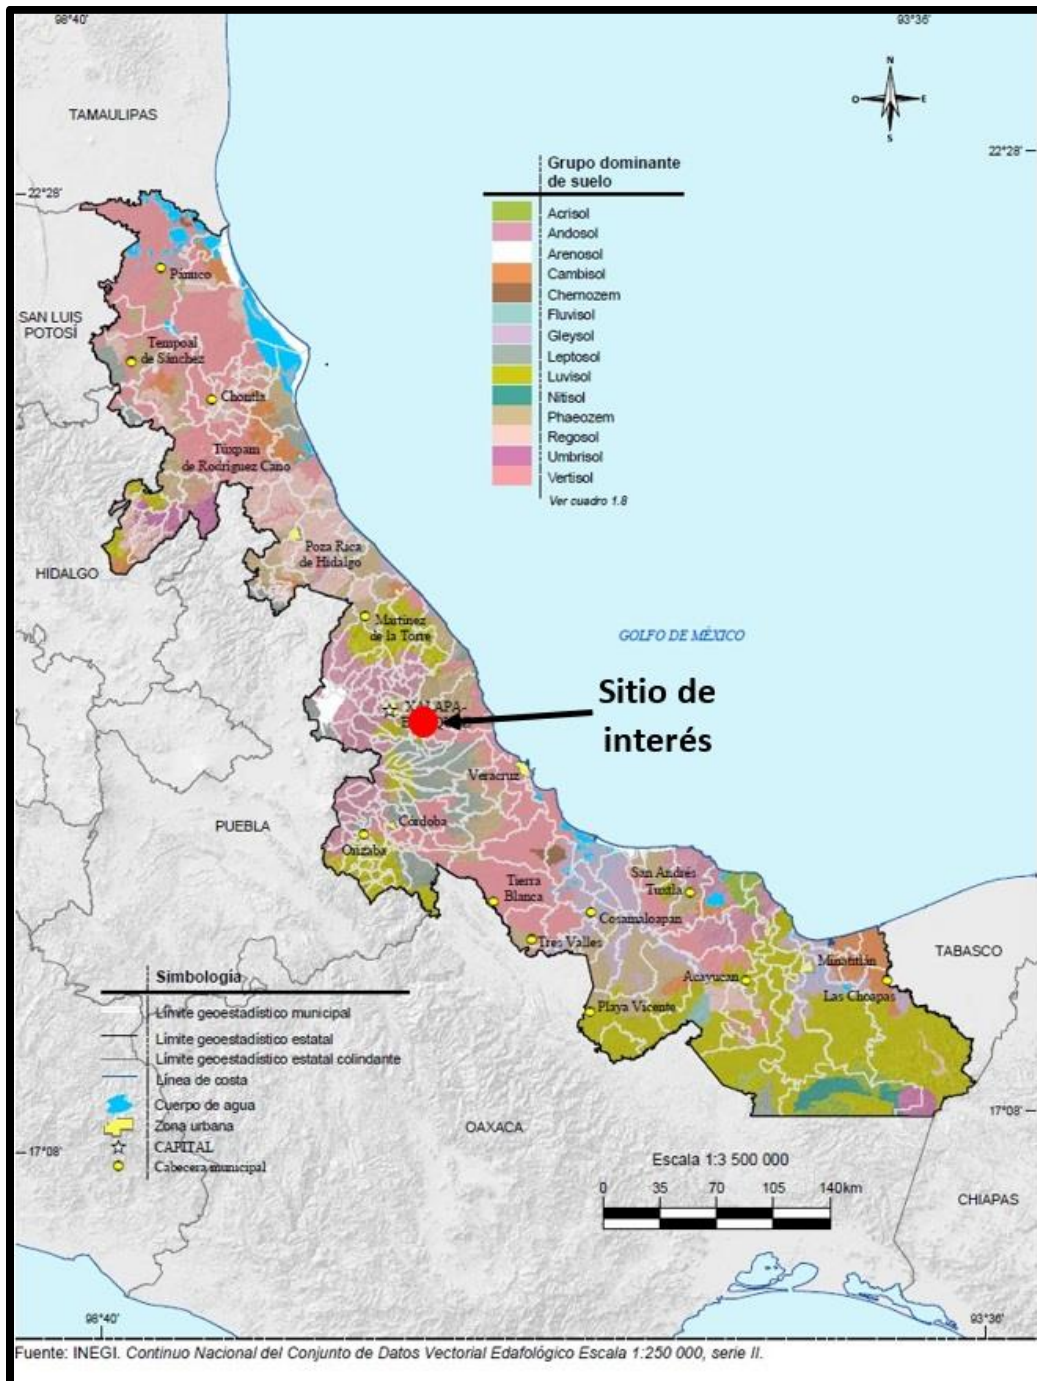 98°40'
93°36'
TAMAULIPAS
N
O
E
S
22°28'
22°28'
Grupo dominante
de suelo
Acrisol
Andosol
Arenosol
Cambisol
Chernozem
Fluvisol
Gleysol
Leptosol
Luvisol
Nitisol
Phaeozem
Regosol
Umbrisol
Vertisol
Ver cuadro 1.8
Pánuco
SAN LUIS
POTOSÍ
Tempoal
de Sánchez
Chontla
Túxpam
de Rodríguez Cano
Poza Rica
de Hidalgo
HIDALGO
Martínez
de la Torre
GOLFO DE MÉXICO
Sitio de
interés
XALAPA-
Veracruz
PUEBLA
Córdoba
Orizaba
San Andrés
Tuxtla
Tierra
Blanca
Cosamaloapan
Tres Valles
TABASCO
Minatitlán
Acayucan
Las Choapas
Playa Vicente
Simbología
Límite geoestadístico municipal
Límite geoestadístico estatal
Límite geoestadístico estatal colindante
Línea de costa
Cuerpo de agua
Zona urbana
CAPITAL
Cabecera municipal
17°08'
17°08'
OAXACA
Escala 1:3 500 000
0 35 70 105 140km
CHIAPAS
98°40'
93°36'
Fuente: INEGI. Continuo Nacional del Conjunto de Datos Vectorial Edafológico Escala 1:250 000, serie II.